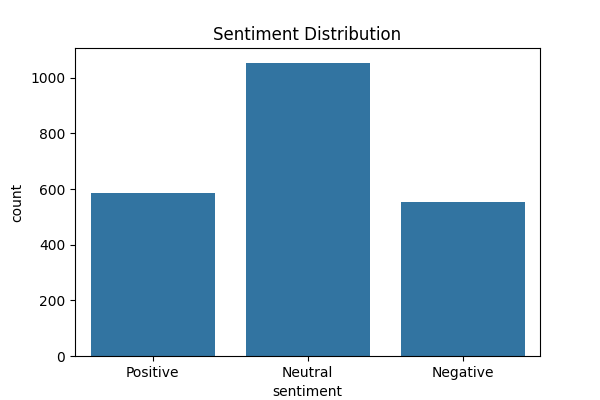 Sentiment Distribution
count
1000
800
600
400
200
0
Positive Neutral Negative
sentiment